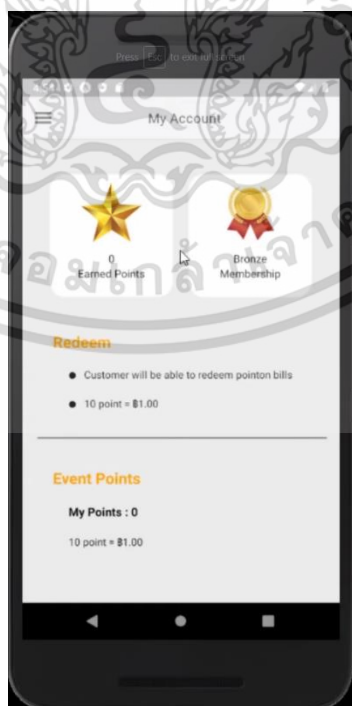 Press Esc to exit full screen
My Account
0
Earned Points
Bronze
Membership
Redeem
Customer will be able to redeem pointon bills
10 point = ฿1.00
Event Points
My Points : 0
10 point = ฿1.00